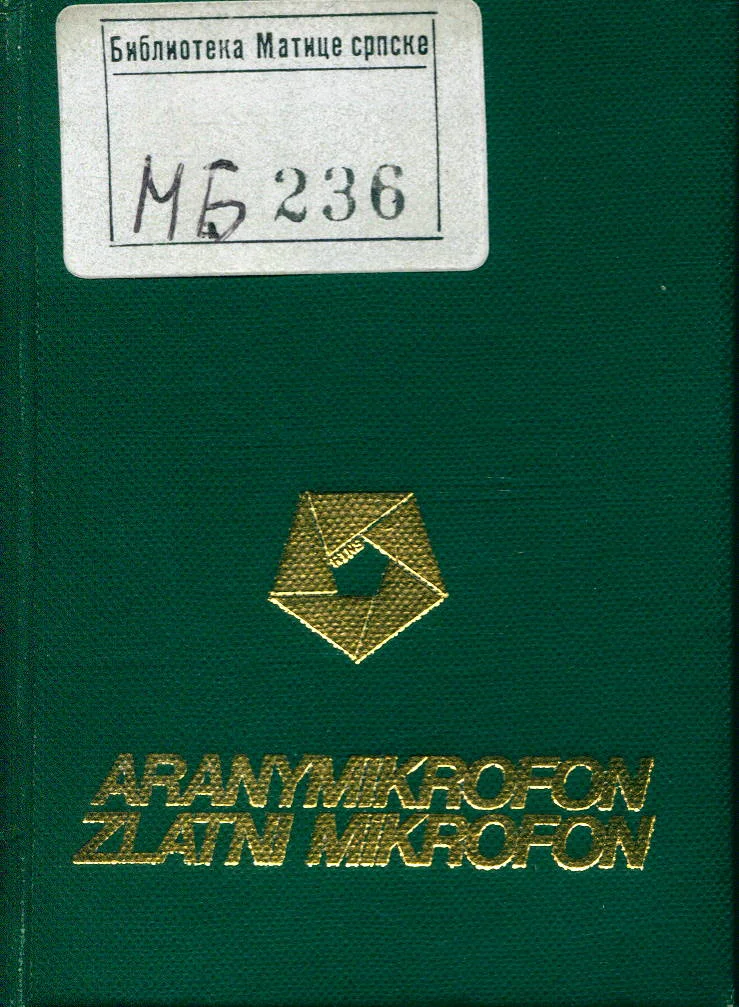 Библиотека Матице српске
МБ 236
ARANYMIKROFON
ZLATNI MIKROFON